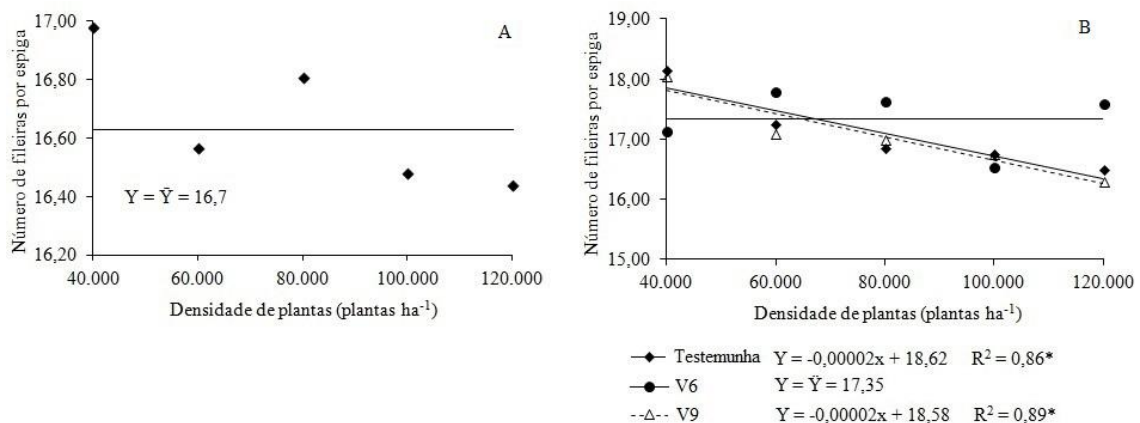 17,00
16,80
16,60
16,40
16,20
Número de fileiras por espiga
A
Y = Ȳ = 16,7
40.000 60.000 80.000 100.000 120.000
Densidade de plantas (plantas ha⁻¹)
19,00
18,00
17,00
16,00
15,00
Número de fileiras por espiga
B
40.000 60.000 80.000 100.000 120.000
Densidade de plantas (plantas ha⁻¹)
Testemunha Y = -0,00002x + 18,62 R² = 0,86*
V6 Y = Ȳ = 17,35
V9 Y = -0,00002x + 18,58 R² = 0,89*